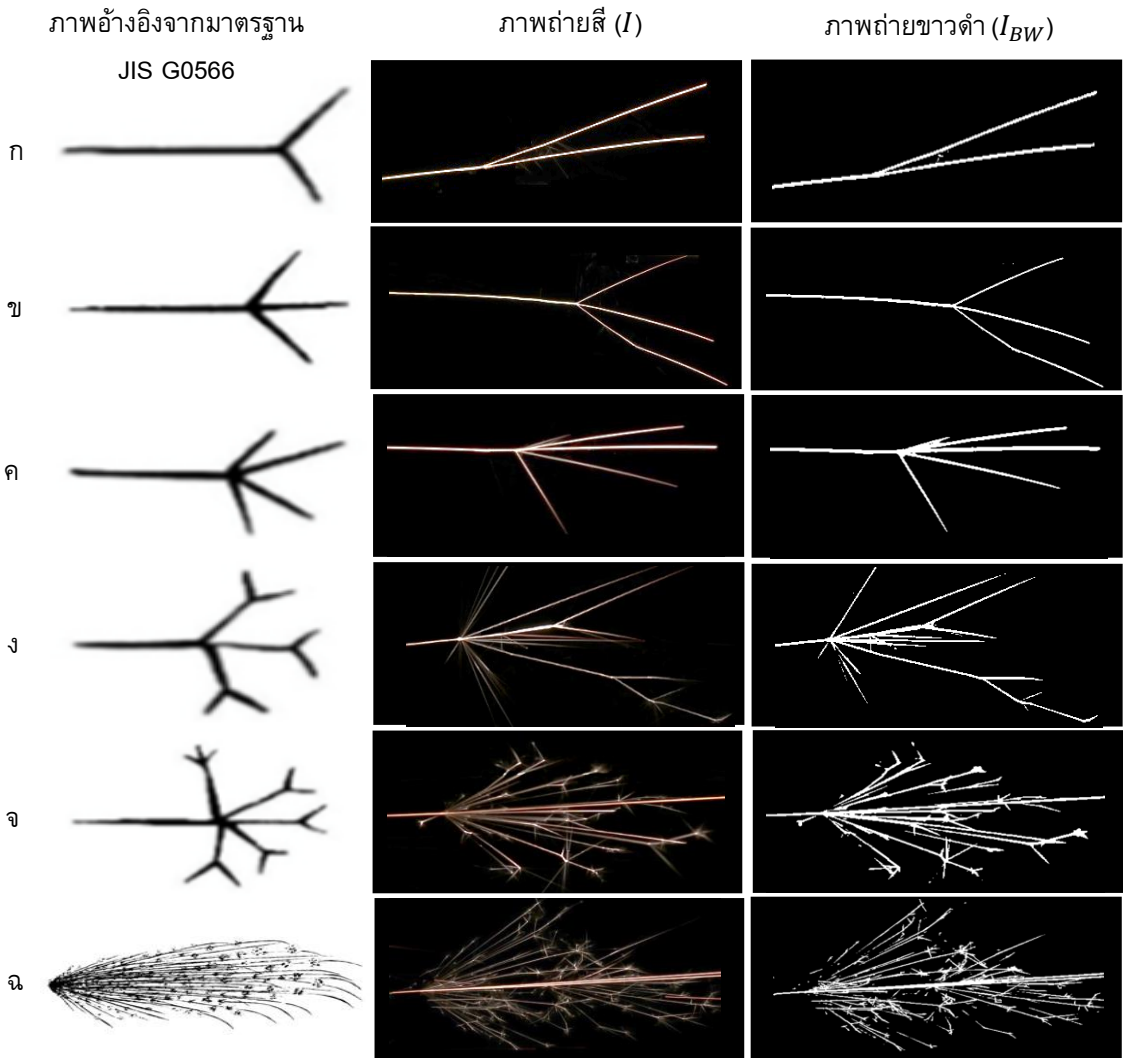 ภาพอ้างอิงจากมาตรฐาน
JIS G0566
ภาพถ่ายสี (I)
ภาพถ่ายขาวดำ (I_BW)
ก
ข
ค
ง
จ
ฉ